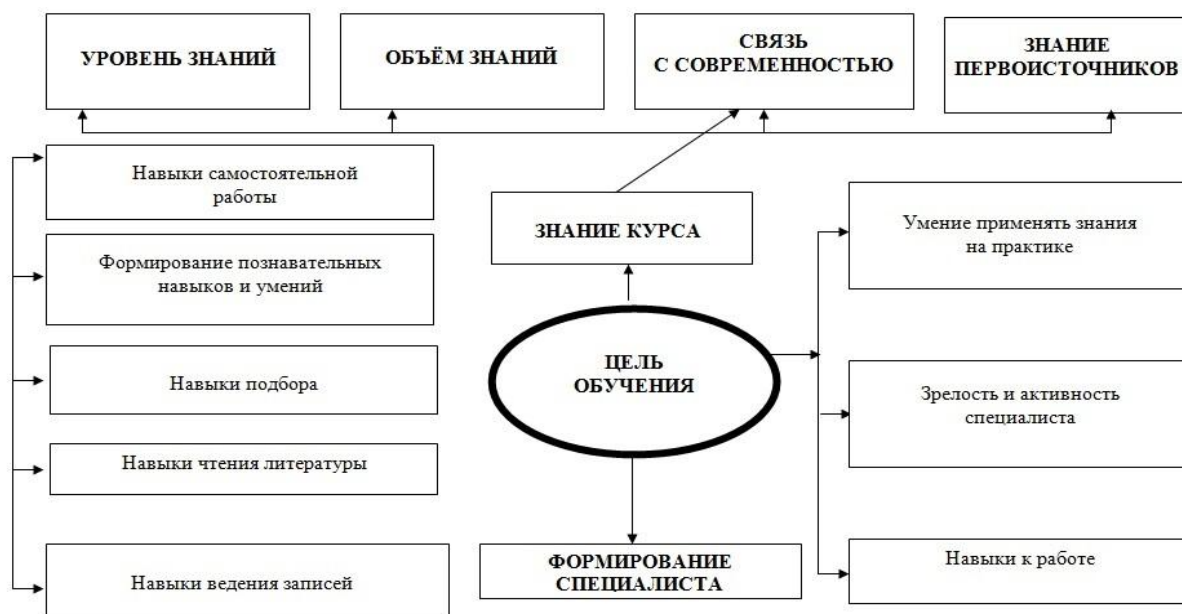 УРОВЕНЬ ЗНАНИЙ
ОБЪЁМ ЗНАНИЙ
СВЯЗЬ
С СОВРЕМЕННОСТЬЮ
ЗНАНИЕ
ПЕРВОИСТОЧНИКОВ
Навыки самостоятельной
работы
Формирование познавательных
навыков и умений
Навыки подбора
Навыки чтения литературы
Навыки ведения записей
ЗНАНИЕ КУРСА
ЦЕЛЬ
ОБУЧЕНИЯ
ФОРМИРОВАНИЕ
СПЕЦИАЛИСТА
Умение применять знания
на практике
Зрелость и активность
специалиста
Навыки к работе